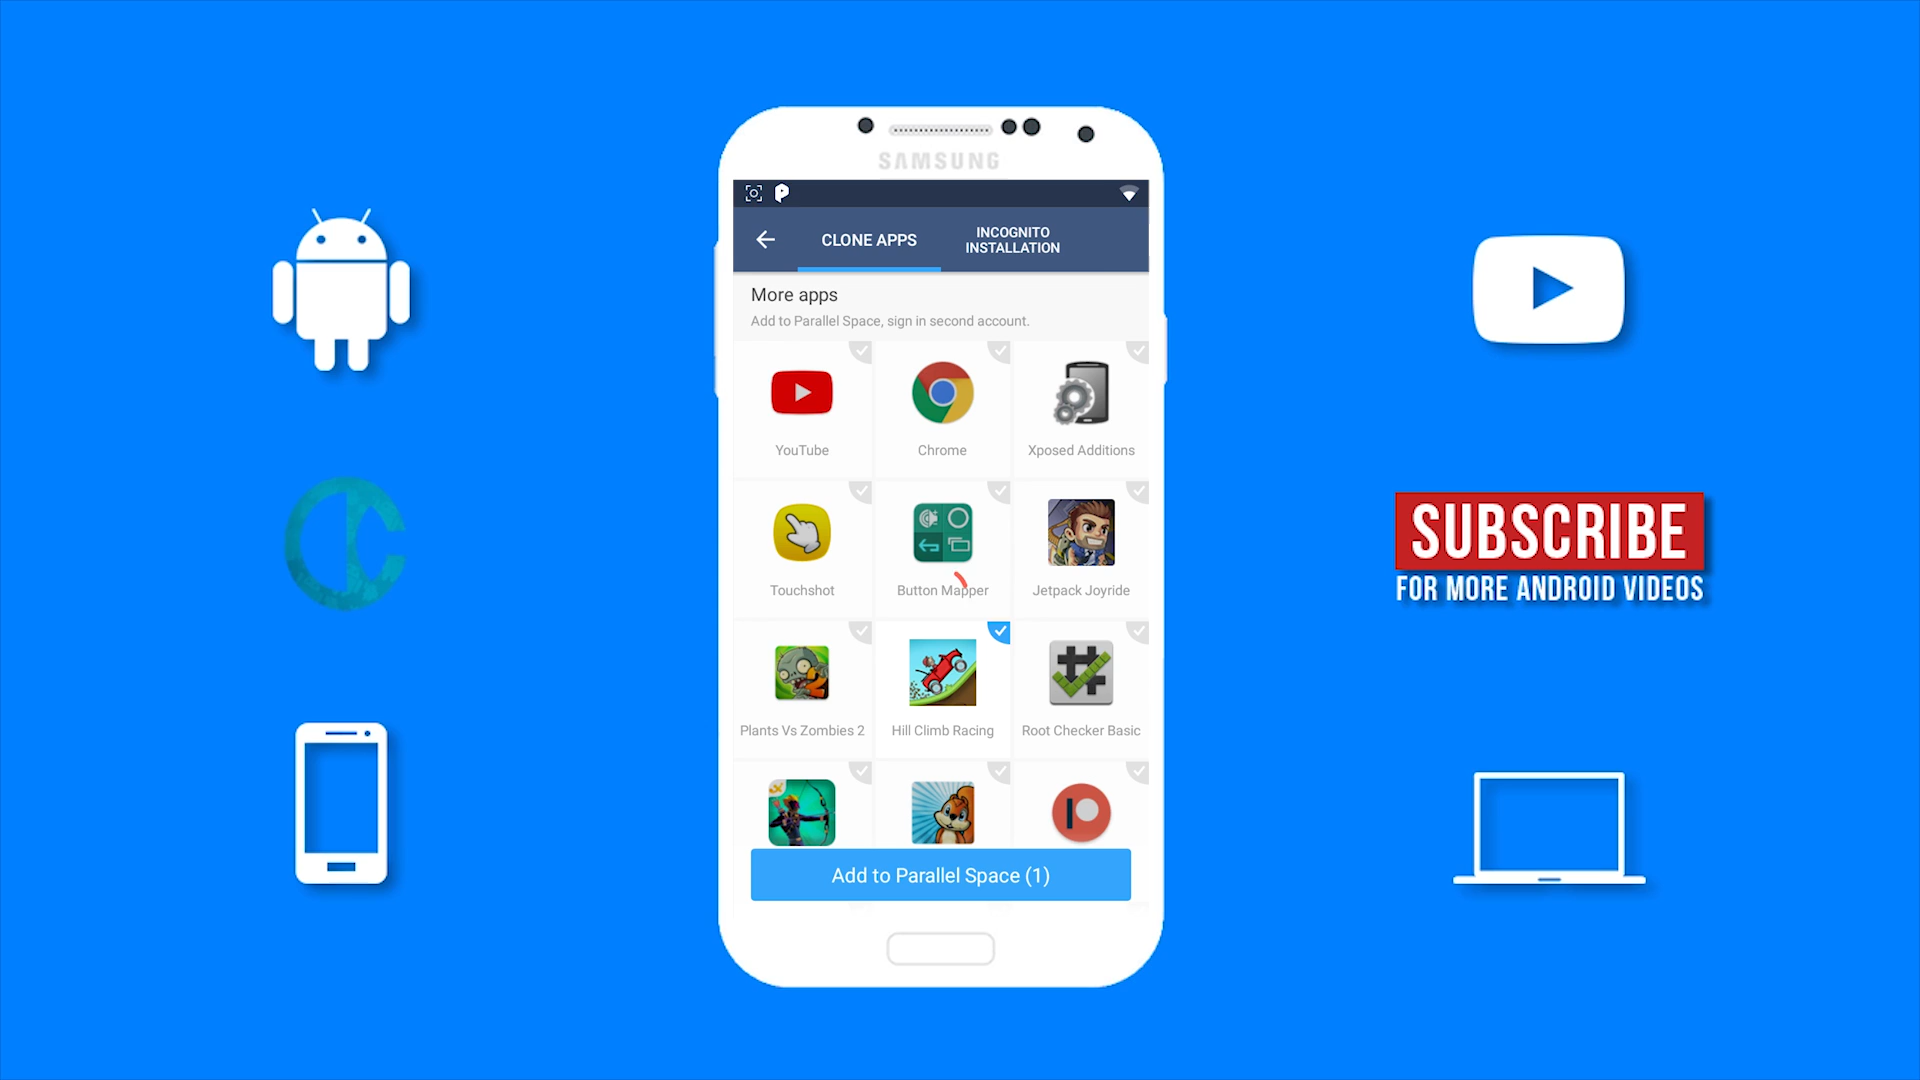 SAMSUNG
CLONE APPS
INCOGNITO
INSTALLATION
More apps
Add to Parallel Space, sign in second account.
YouTube
Chrome
Xposed Additions
Touchshot
Button Mapper
Jetpack Joyride
Plants Vs Zombies 2
Hill Climb Racing
Root Checker Basic
Add to Parallel Space (1)
SUBSCRIBE
FOR MORE ANDROID VIDEOS